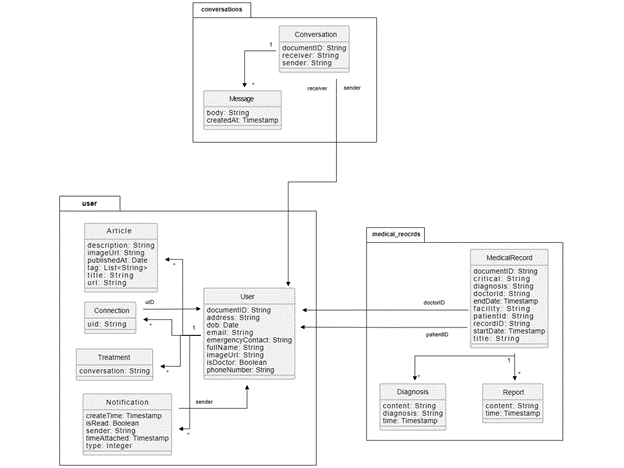 conversations
Conversation
documentID: String
receiver: String
sender: String
1
*
Message
body: String
createdAt: Timestamp
receiver
sender
user
Article
description: String
imageUrl: String
publishedAt: Date
tag: List<String>
title: String
url: String
*
Connection
uid: String
uID
*
1
Treatment
conversation: String
*
Notification
createTime: Timestamp
isRead: Boolean
sender: String
timeAttached: Timestamp
type: Integer
sender
*
User
documentID: String
address: String
dob: Date
email: String
emergencyContact: String
fullName: String
imageUrl: String
isDoctor: Boolean
phoneNumber: String
medical_reocrds
MedicalRecord
documentID: String
critical: String
diagnosis: String
doctorId: String
endDate: Timestamp
facility: String
patientId: String
recordID: String
startDate: Timestamp
title: String
doctorID
patientID
1
*
*
Diagnosis
content: String
diagnosis: String
time: Timestamp
Report
content: String
time: Timestamp